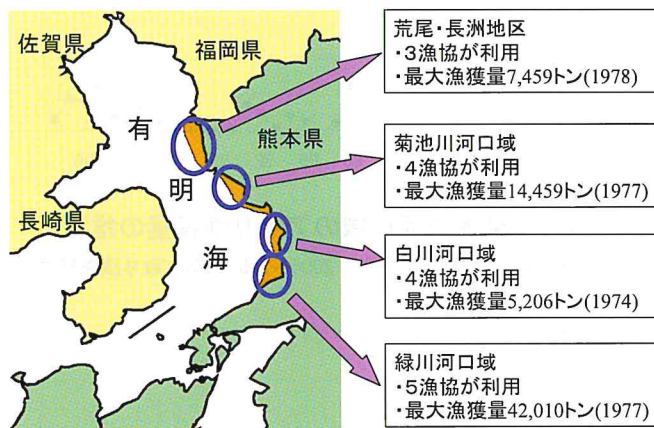 佐賀県
福岡県
有
明
海
熊本県
長崎県
荒尾・長洲地区
・3漁協が利用
・最大漁獲量7,459トン(1978)
菊池川河口域
・4漁協が利用
・最大漁獲量14,459トン(1977)
白川河口域
・4漁協が利用
・最大漁獲量5,206トン(1974)
緑川河口域
・5漁協が利用
・最大漁獲量42,010トン(1977)